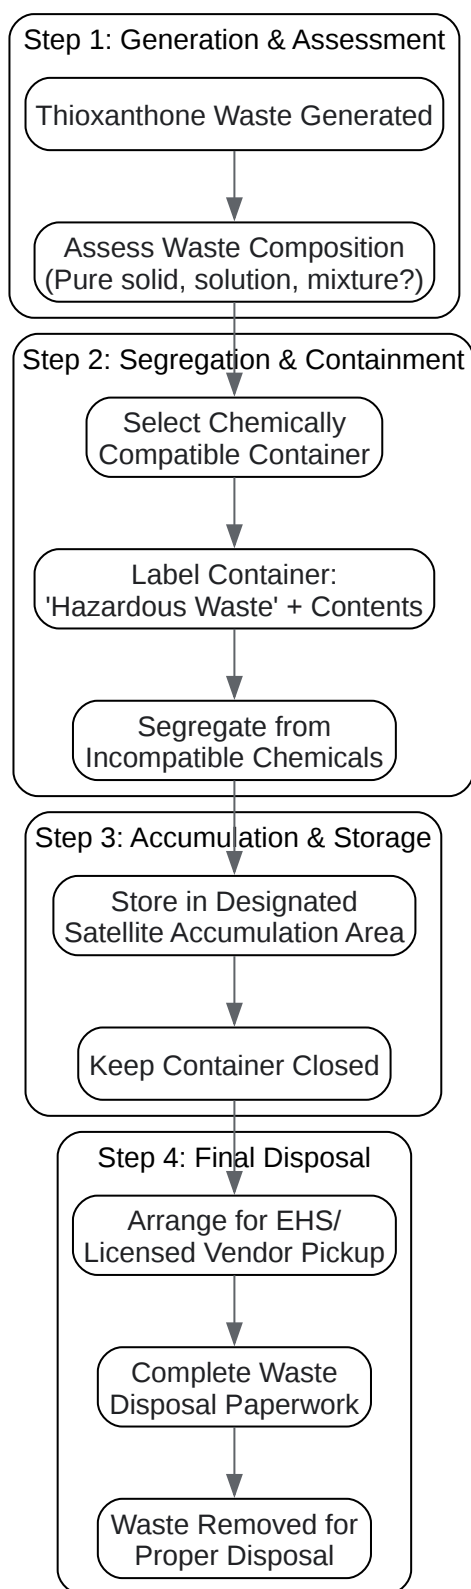 Step 1: Generation & Assessment
Thioxanthone Waste Generated
Assess Waste Composition
(Pure solid, solution, mixture?)
Step 2: Segregation & Containment
Select Chemically
Compatible Container
Label Container:
'Hazardous Waste' + Contents
Segregate from
Incompatible Chemicals
Step 3: Accumulation & Storage
Store in Designated
Satellite Accumulation Area
Keep Container Closed
Step 4: Final Disposal
Arrange for EHS/
Licensed Vendor Pickup
Complete Waste
Disposal Paperwork
Waste Removed for
Proper Disposal